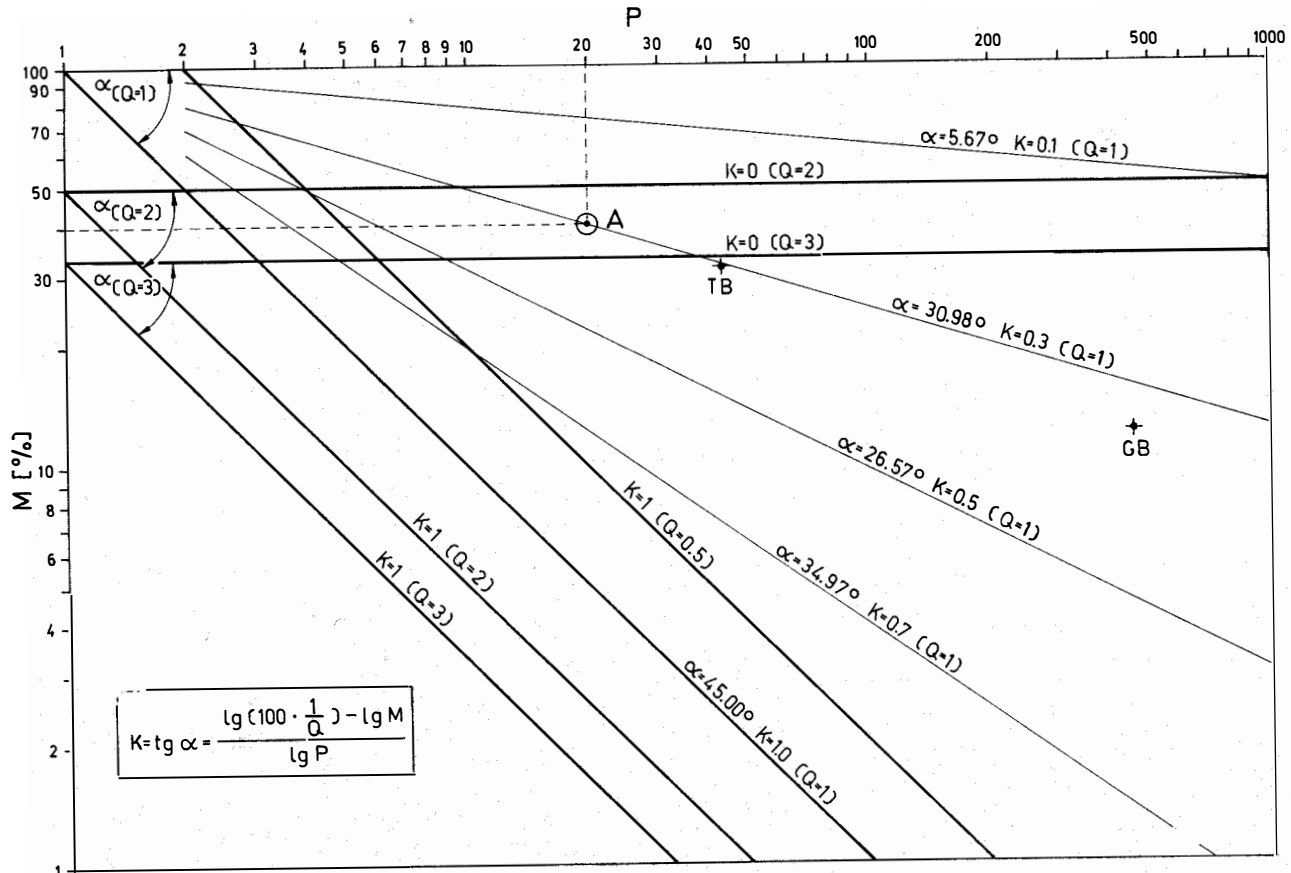 P
1 2 3 4 5 6 7 8 9 10 20 30 40 50 100 200 500 1000
100
90
70
50
30
10
8
6
4
2
1
M [%]
α(Q=1)
α(Q=2)
α(Q=3)
α=5.67° K=0.1 (Q=1)
K=0 (Q=2)
A
K=0 (Q=3)
TB
α=30.98° K=0.3 (Q=1)
GB
α=26.57° K=0.5 (Q=1)
K=1 (Q=0.5)
α=34.97° K=0.7 (Q=1)
K=1 (Q=2)
K=1 (Q=3)
α=45.00° K=1.0 (Q=1)
K=tg α= lg (100 · 1/Q) – lg M / lg P